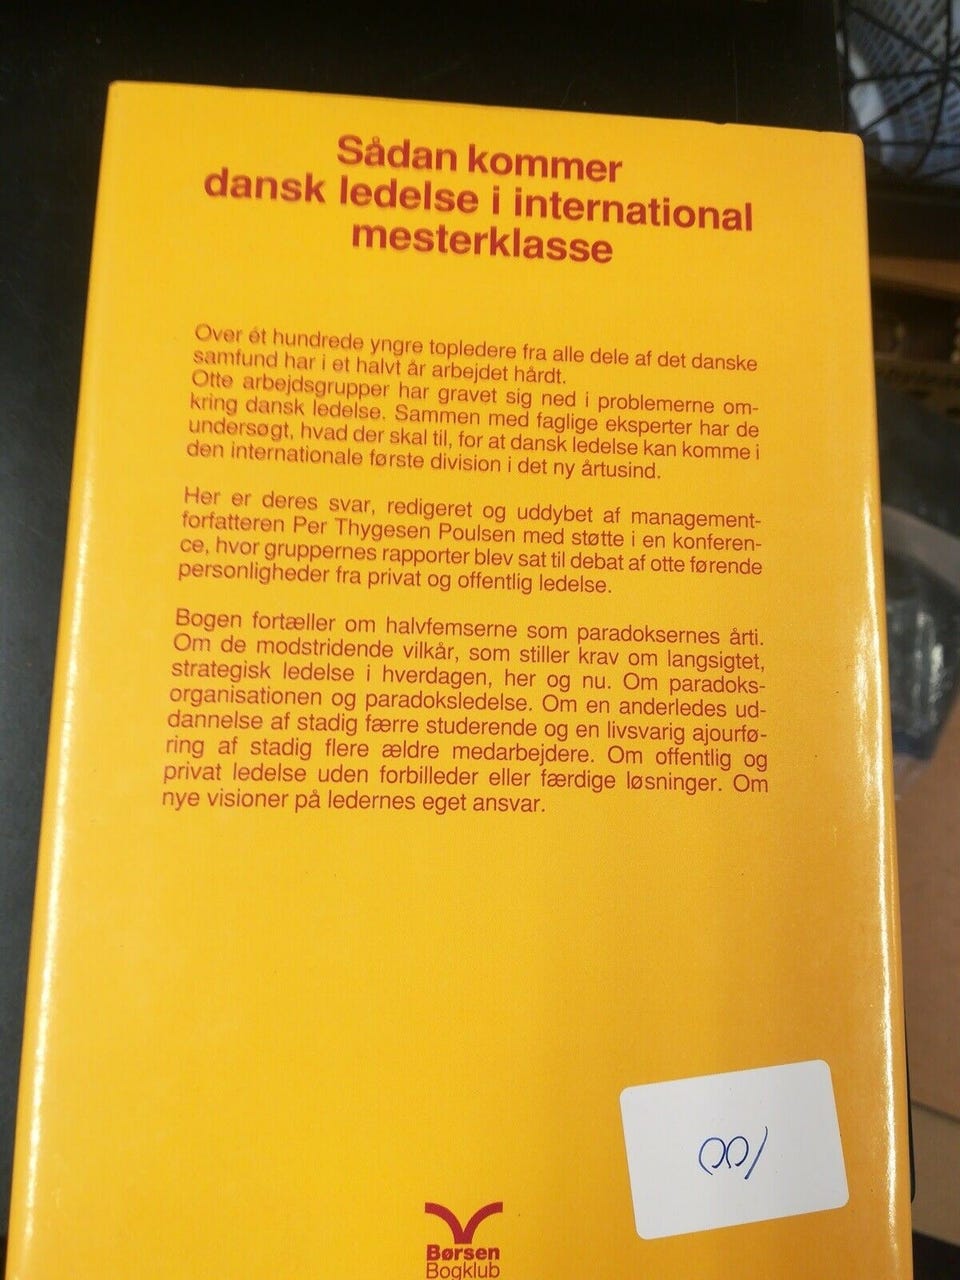 Sådan kommer
dansk ledelse i international
mesterklasse
Over ét hundrede yngre topledere fra alle dele af det danske
samfund har i et halvt år arbejdet hårdt.
Otte arbejdsgrupper har gravet sig ned i problemerne om-
kring dansk ledelse. Sammen med faglige eksperter har de
undersøgt, hvad der skal til, for at dansk ledelse kan komme i
den internationale første division i det ny årtusind.
Her er deres svar, redigeret og uddybet af management-
forfatteren Per Thygesen Poulsen med støtte i en konferen-
ce, hvor gruppernes rapporter blev sat til debat af otte førende
personligheder fra privat og offentlig ledelse.
Bogen fortæller om halvfemserne som paradoksernes årti.
Om de modstridende vilkår, som stiller krav om langsigtet,
strategisk ledelse i hverdagen, her og nu. Om paradoks-
organisationen og paradoksledelse. Om en anderledes ud-
dannelse af stadig færre studerende og en livsvarig ajourfø-
ring af stadig flere ældre medarbejdere. Om offentlig og
privat ledelse uden forbilleder eller færdige løsninger. Om
nye visioner på ledernes eget ansvar.
100
Børsen
Bogklub